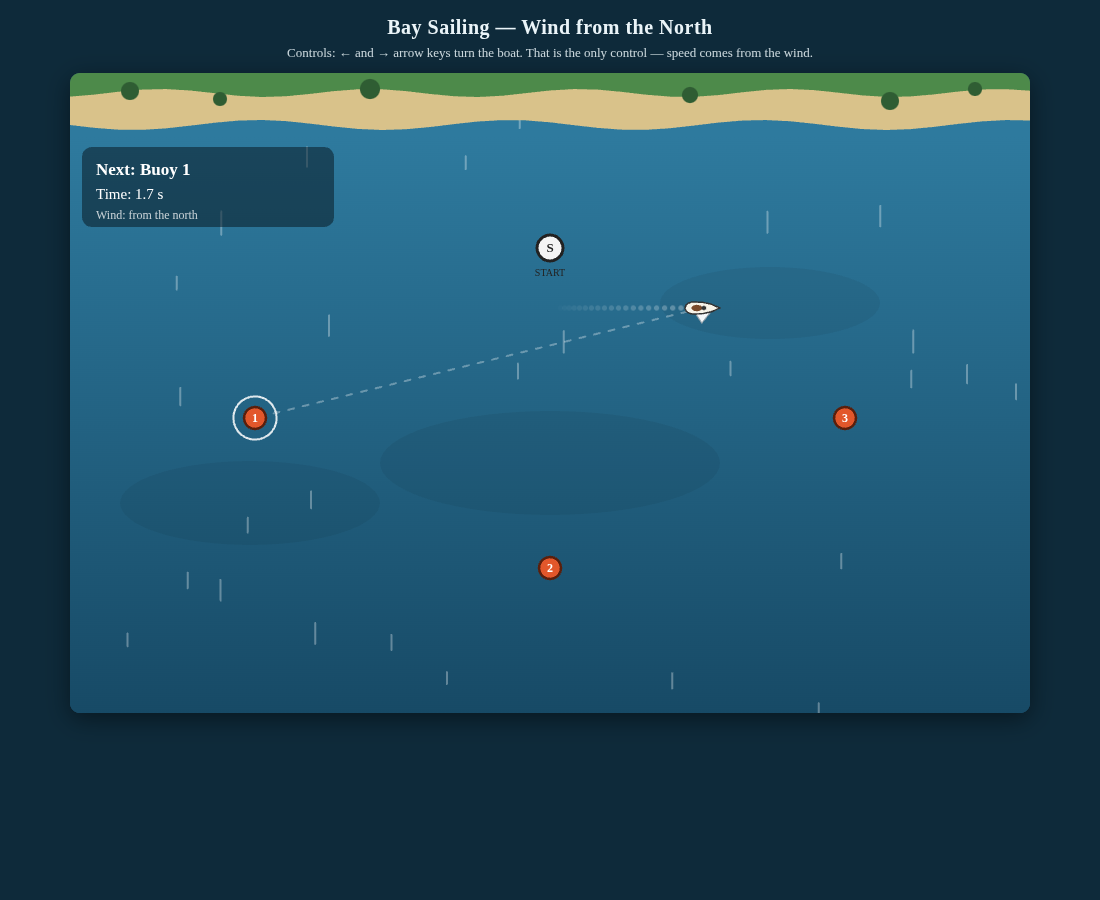 Bay Sailing — Wind from the North
Controls: ← and → arrow keys turn the boat. That is the only control — speed comes from the wind.
Next: Buoy 1
Time: 1.7 s
Wind: from the north
S
START
1
3
2